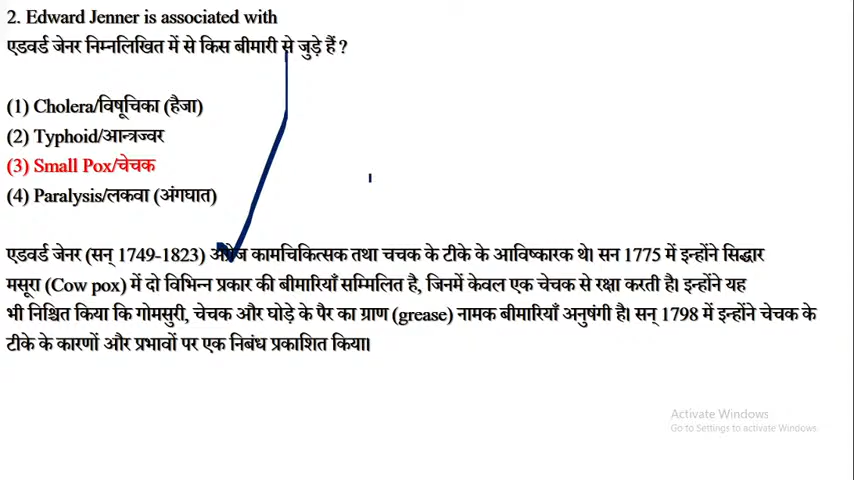 2. Edward Jenner is associated with
एडवर्ड जेनर निम्नलिखित में से किस बीमारी से जुड़े हैं ?
(1) Cholera/विषूचिका (हैजा)
(2) Typhoid/आन्त्रज्वर
(3) Small Pox/चेचक
(4) Paralysis/लकवा (अंगघात)
एडवर्ड जेनर (सन् 1749-1823) अंग्रेज कामचिकित्सक तथा चचक के टीके के आविष्कारक थे। सन 1775 में इन्होंने सिद्धार
मसूरा (Cow pox) में दो विभिन्न प्रकार की बीमारियाँ सम्मिलित है, जिनमें केवल एक चेचक से रक्षा करती है। इन्होंने यह
भी निश्चित किया कि गोमसुरी, चेचक और घोड़े के पैर का ग्राण (grease) नामक बीमारियाँ अनुषंगी है। सन् 1798 में इन्होंने चेचक के
टीके के कारणों और प्रभावों पर एक निबंध प्रकाशित किया।
Activate Windows
Go to Settings to activate Windows.